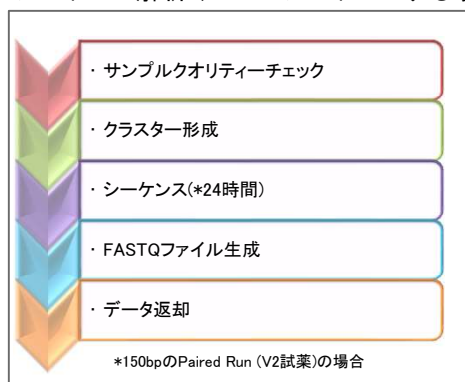 ・サンプルクオリティーチェック
・クラスター形成
・シーケンス(*24時間)
・FASTQファイル生成
・データ返却
*150bpのPaired Run (V2試薬)の場合